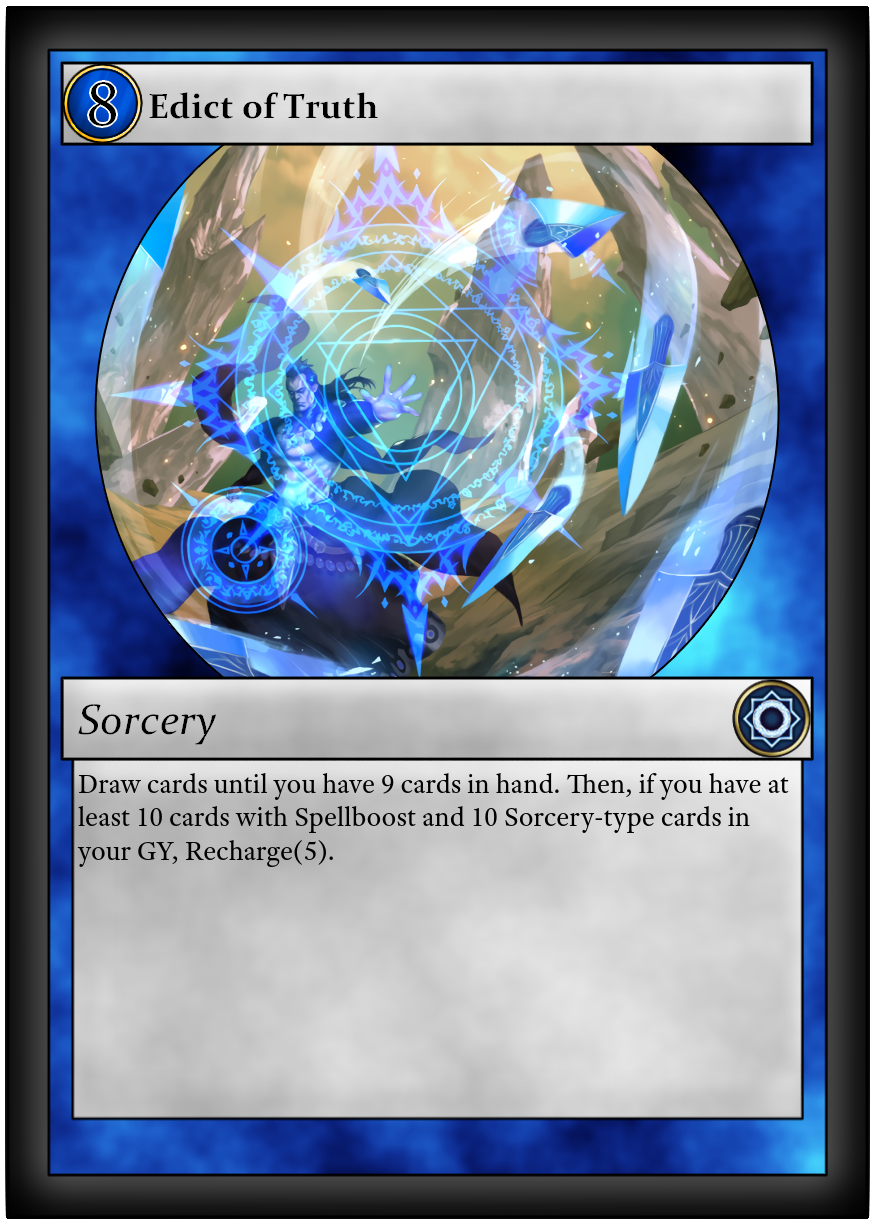 8 Edict of Truth
Sorcery
Draw cards until you have 9 cards in hand. Then, if you have at
least 10 cards with Spellboost and 10 Sorcery-type cards in
your GY, Recharge(5).